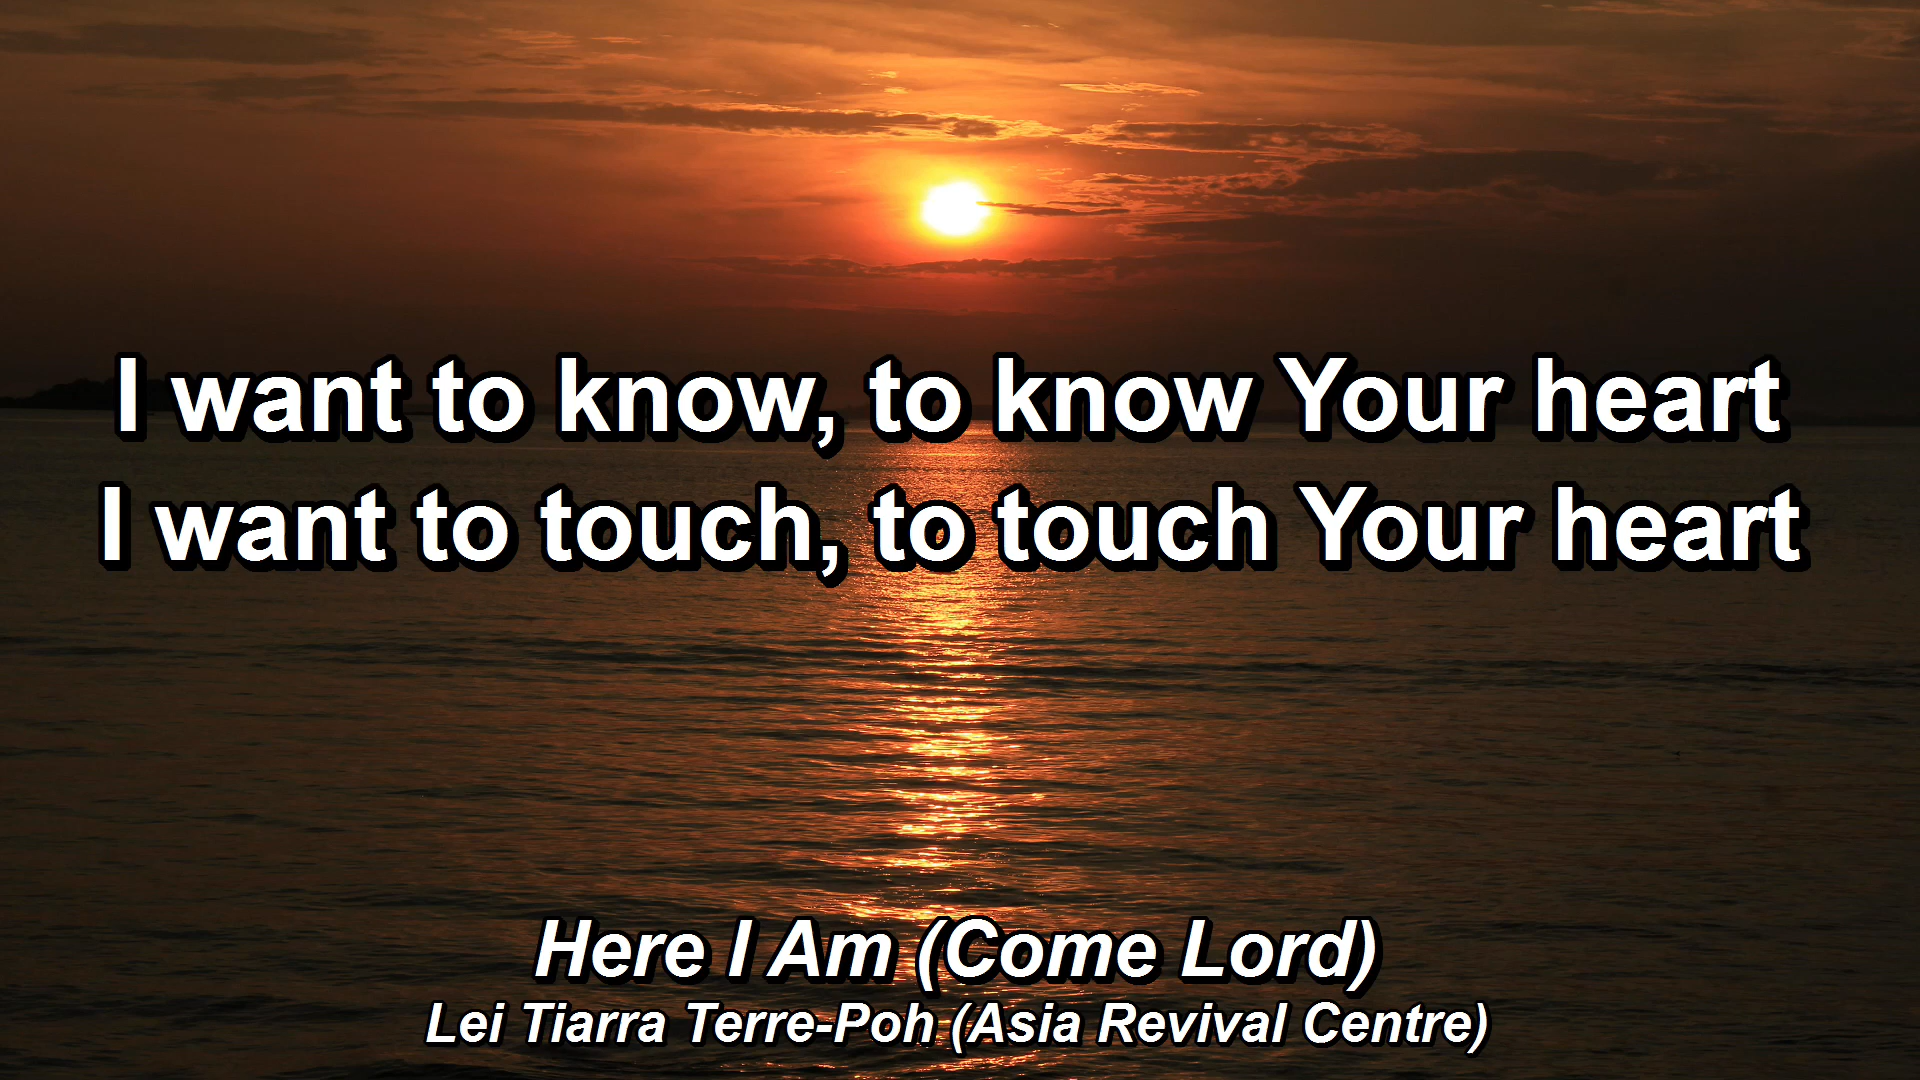 I want to know, to know Your heart
I want to touch, to touch Your heart
Here I Am (Come Lord)
Lei Tiarra Terre-Poh (Asia Revival Centre)